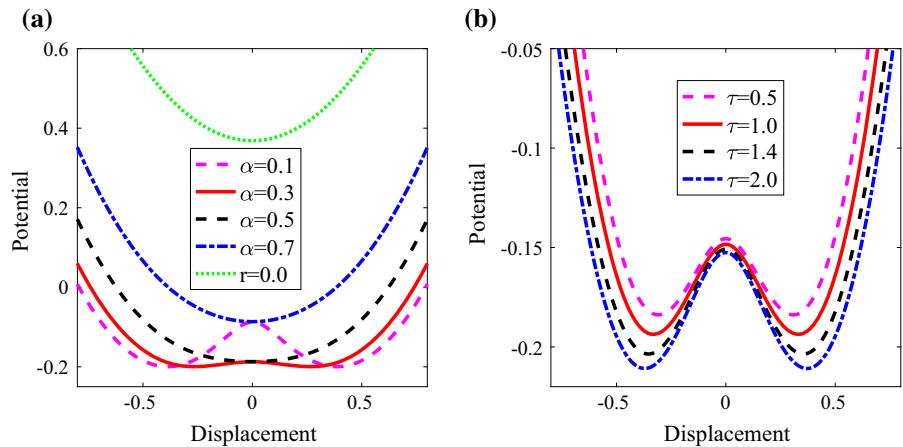 (a)
(b)
0.6
0.4
0.2
0
-0.2
Potential
α=0.1
α=0.3
α=0.5
α=0.7
r=0.0
-0.5
0
0.5
Displacement
-0.05
-0.1
-0.15
-0.2
Potential
τ=0.5
τ=1.0
τ=1.4
τ=2.0
-0.5
0
0.5
Displacement